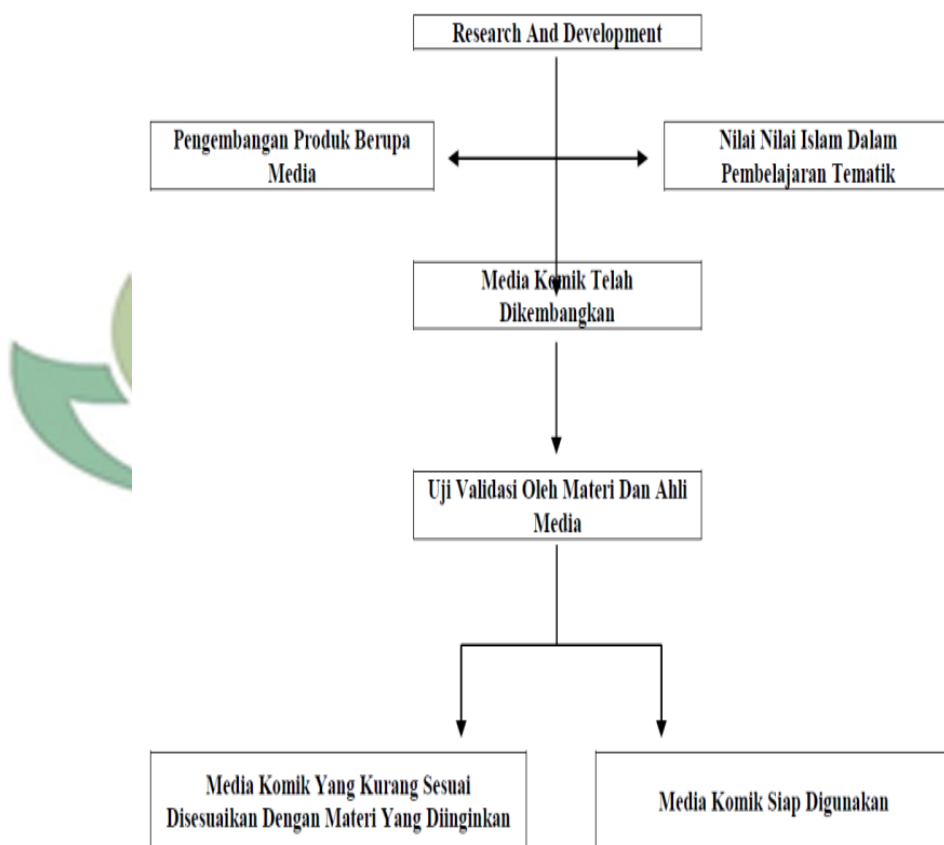 Research And Development
Pengembangan Produk Berupa
Media
Nilai Nilai Islam Dalam
Pembelajaran Tematik
Media Komik Telah
Dikembangkan
Uji Validasi Oleh Materi Dan Ahli
Media
Media Komik Yang Kurang Sesuai
Disesuaikan Dengan Materi Yang Diinginkan
Media Komik Siap Digunakan